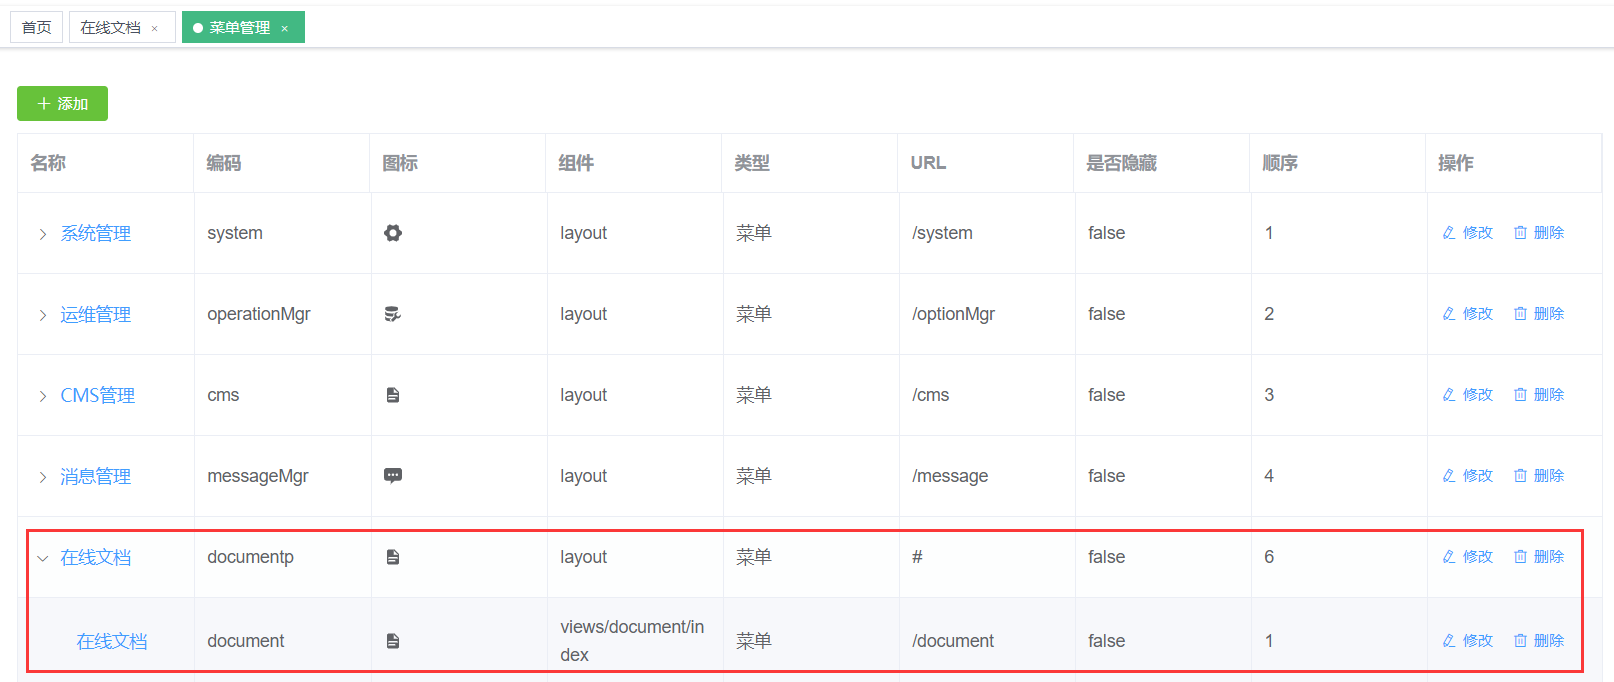 首页 在线文档 × 菜单管理 ×
+ 添加
名称 编码 图标 组件 类型 URL 是否隐藏 顺序 操作
系统管理 system layout 菜单 /system false 1 修改 删除
运维管理 operationMgr layout 菜单 /optionMgr false 2 修改 删除
CMS管理 cms layout 菜单 /cms false 3 修改 删除
消息管理 messageMgr layout 菜单 /message false 4 修改 删除
在线文档 documentp layout 菜单 # false 6 修改 删除
在线文档 document views/document/in 菜单 /document false 1 修改 删除
dex